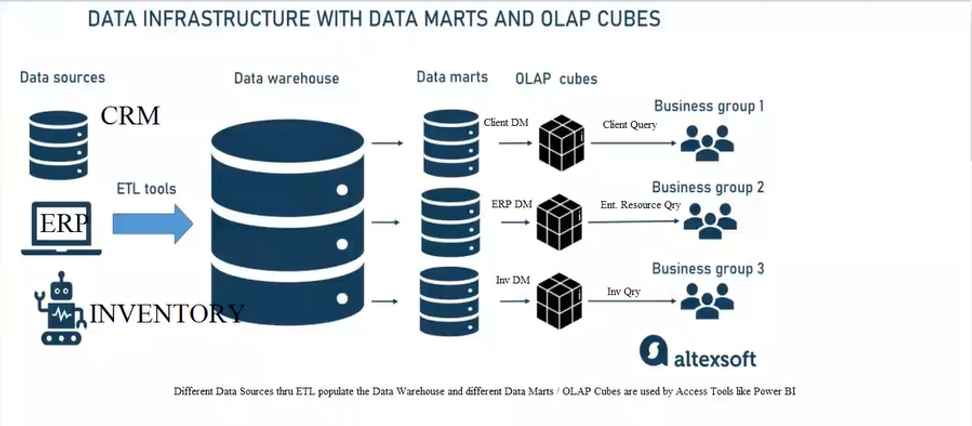 DATA INFRASTRUCTURE WITH DATA MARTS AND OLAP CUBES
Data sources
Data warehouse
Data marts
OLAP cubes
CRM
ERP
INVENTORY
ETL tools
Client DM
Client Query
Business group 1
ERP DM
Ent. Resource Qry
Business group 2
Inv DM
Inv Qry
Business group 3
altexsoft
Different Data Sources thru ETL populate the Data Warehouse and different Data Marts / OLAP Cubes are used by Access Tools like Power BI